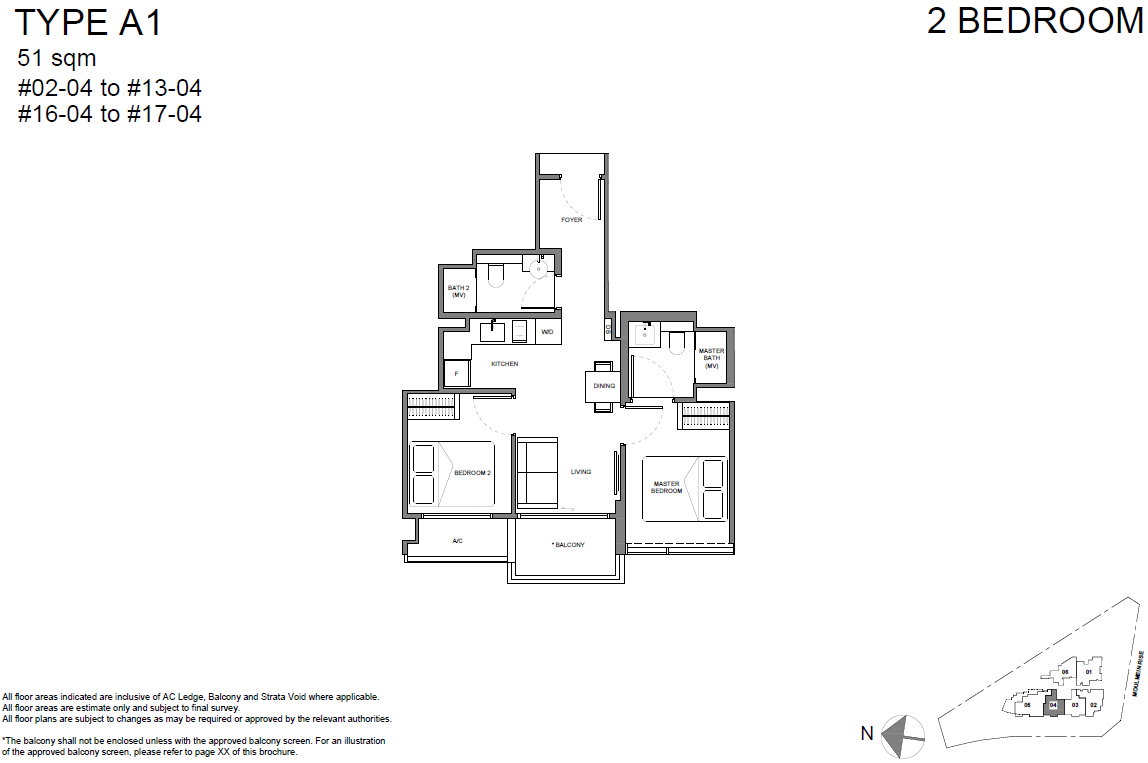 TYPE A1
2 BEDROOM
51 sqm
#02-04 to #13-04
#16-04 to #17-04
FOYER
BATH 2
(MV)
W/D
DB
KITCHEN
F
DINING
MASTER
BATH
(MV)
BEDROOM 2
LIVING
MASTER
BEDROOM
A/C
* BALCONY
06
01
05
04
03
02
MOULMEIN RISE
N
All floor areas indicated are inclusive of AC Ledge, Balcony and Strata Void where applicable.
All floor areas are estimate only and subject to final survey.
All floor plans are subject to changes as may be required or approved by the relevant authorities.
*The balcony shall not be enclosed unless with the approved balcony screen. For an illustration
of the approved balcony screen, please refer to page XX of this brochure.